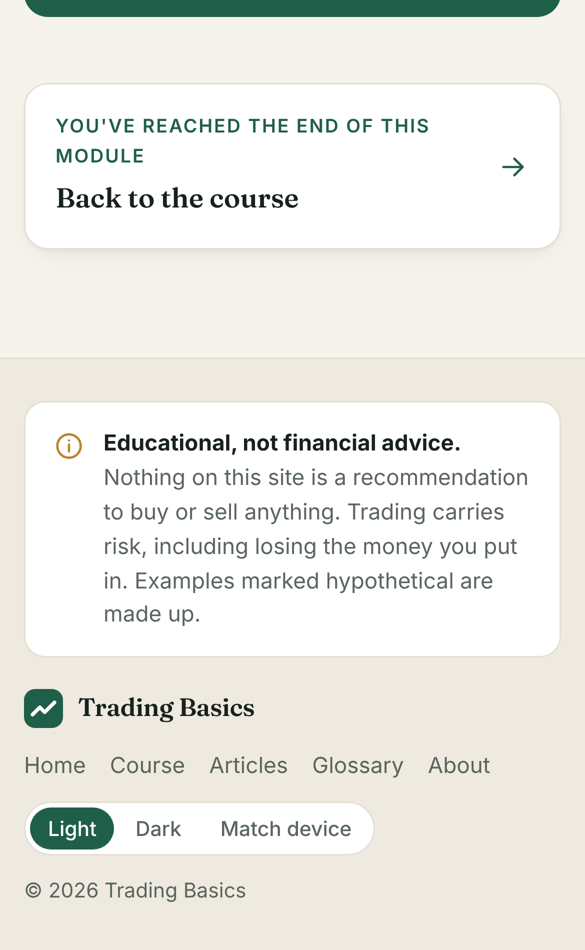 YOU'VE REACHED THE END OF THIS
MODULE
Back to the course
Educational, not financial advice.
Nothing on this site is a recommendation
to buy or sell anything. Trading carries
risk, including losing the money you put
in. Examples marked hypothetical are
made up.
Trading Basics
Home Course Articles Glossary About
Light Dark Match device
© 2026 Trading Basics